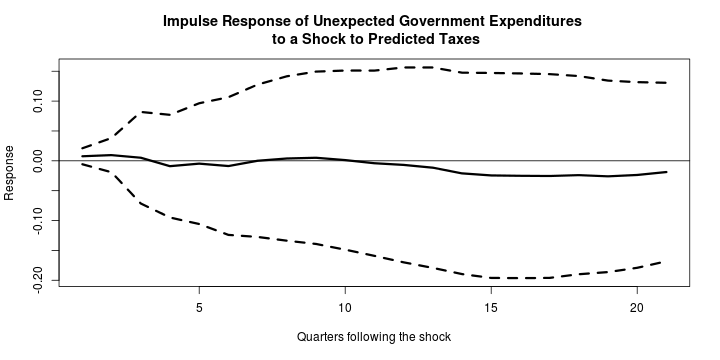 Impulse Response of Unexpected Government Expenditures
to a Shock to Predicted Taxes
Response
0.10
0.00
-0.10
-0.20
5 10 15 20
Quarters following the shock